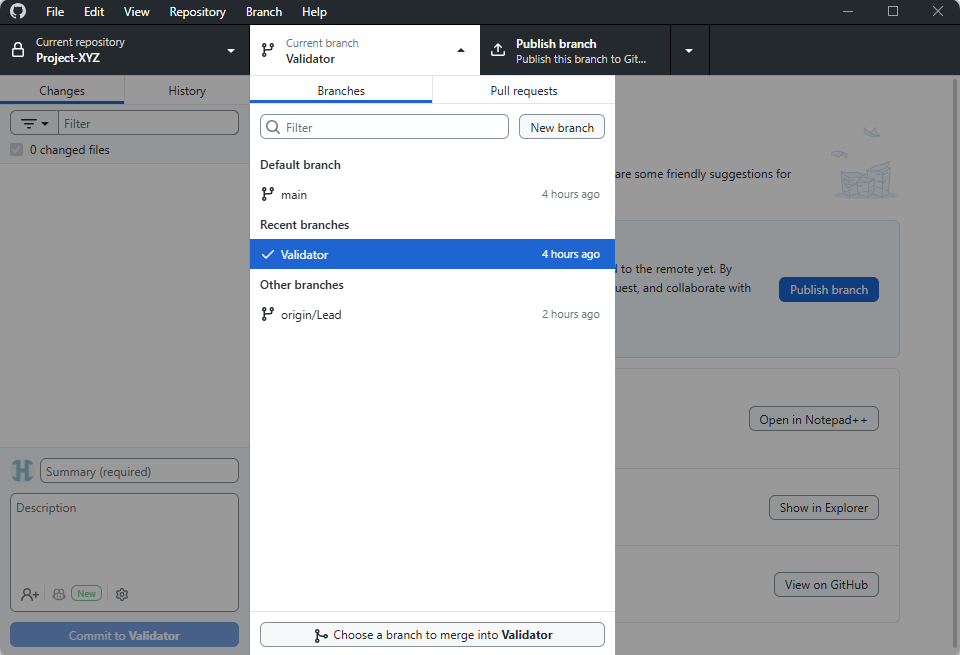 File Edit View Repository Branch Help
Current repository
Project-XYZ
Current branch
Validator
Publish branch
Publish this branch to Git...
Changes History
Filter
0 changed files
Branches Pull requests
Filter
New branch
Default branch
main 4 hours ago
Recent branches
Validator 4 hours ago
Other branches
origin/Lead 2 hours ago
Choose a branch to merge into Validator
are some friendly suggestions for
to the remote yet. By
uest, and collaborate with
Publish branch
Open in Notepad++
Show in Explorer
View on GitHub
Summary (required)
Description
New
Commit to Validator